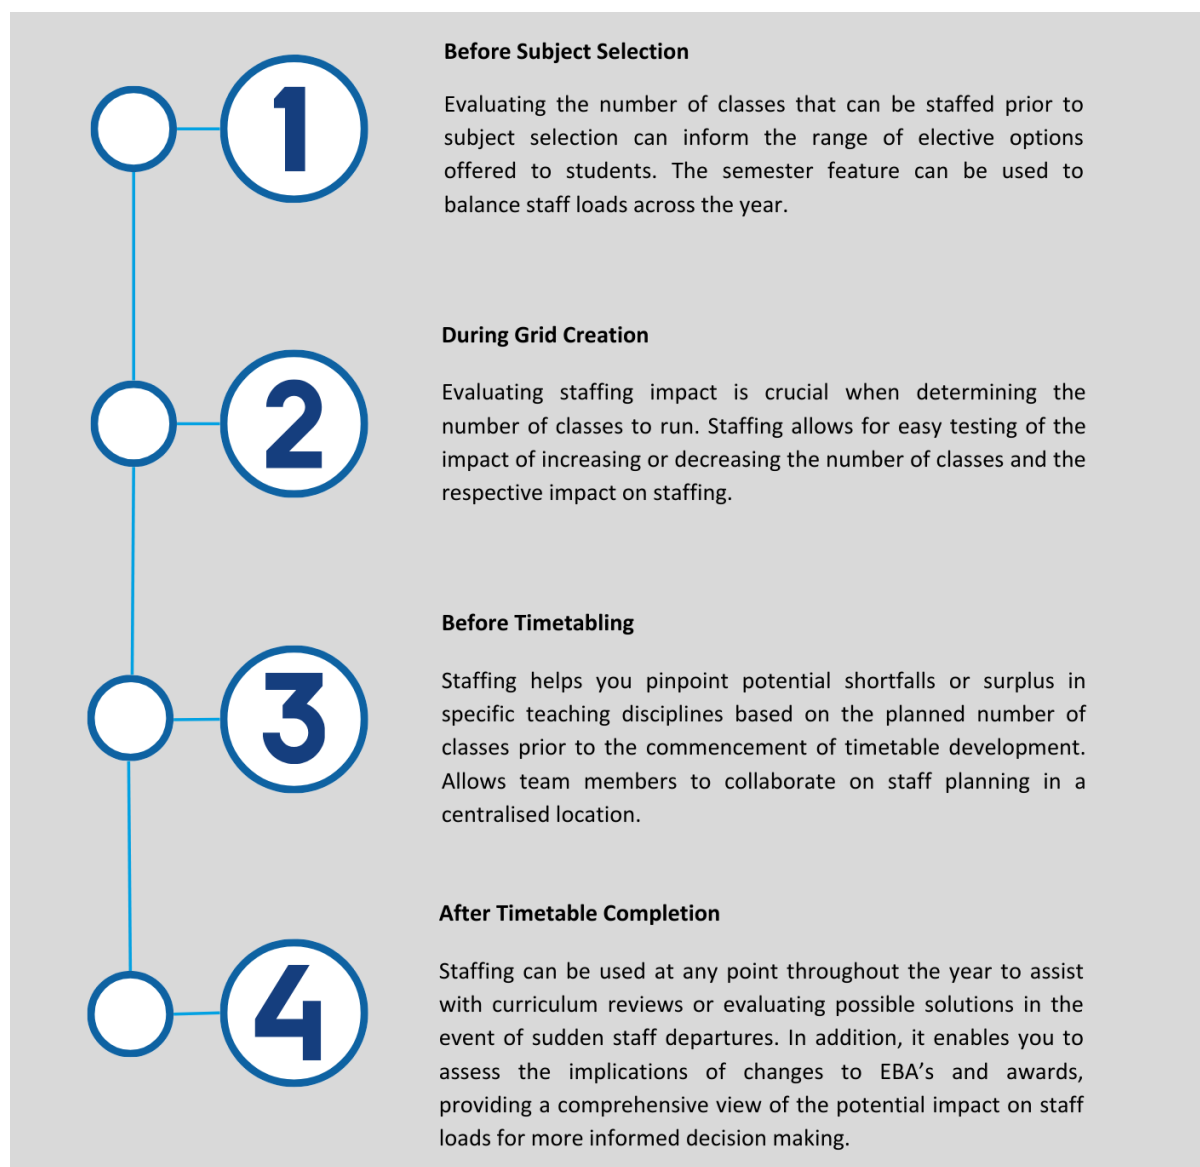 1
Before Subject Selection
Evaluating the number of classes that can be staffed prior to
subject selection can inform the range of elective options
offered to students. The semester feature can be used to
balance staff loads across the year.
2
During Grid Creation
Evaluating staffing impact is crucial when determining the
number of classes to run. Staffing allows for easy testing of the
impact of increasing or decreasing the number of classes and the
respective impact on staffing.
3
Before Timetabling
Staffing helps you pinpoint potential shortfalls or surplus in
specific teaching disciplines based on the planned number of
classes prior to the commencement of timetable development.
Allows team members to collaborate on staff planning in a
centralised location.
4
After Timetable Completion
Staffing can be used at any point throughout the year to assist
with curriculum reviews or evaluating possible solutions in the
event of sudden staff departures. In addition, it enables you to
assess the implications of changes to EBA’s and awards,
providing a comprehensive view of the potential impact on staff
loads for more informed decision making.